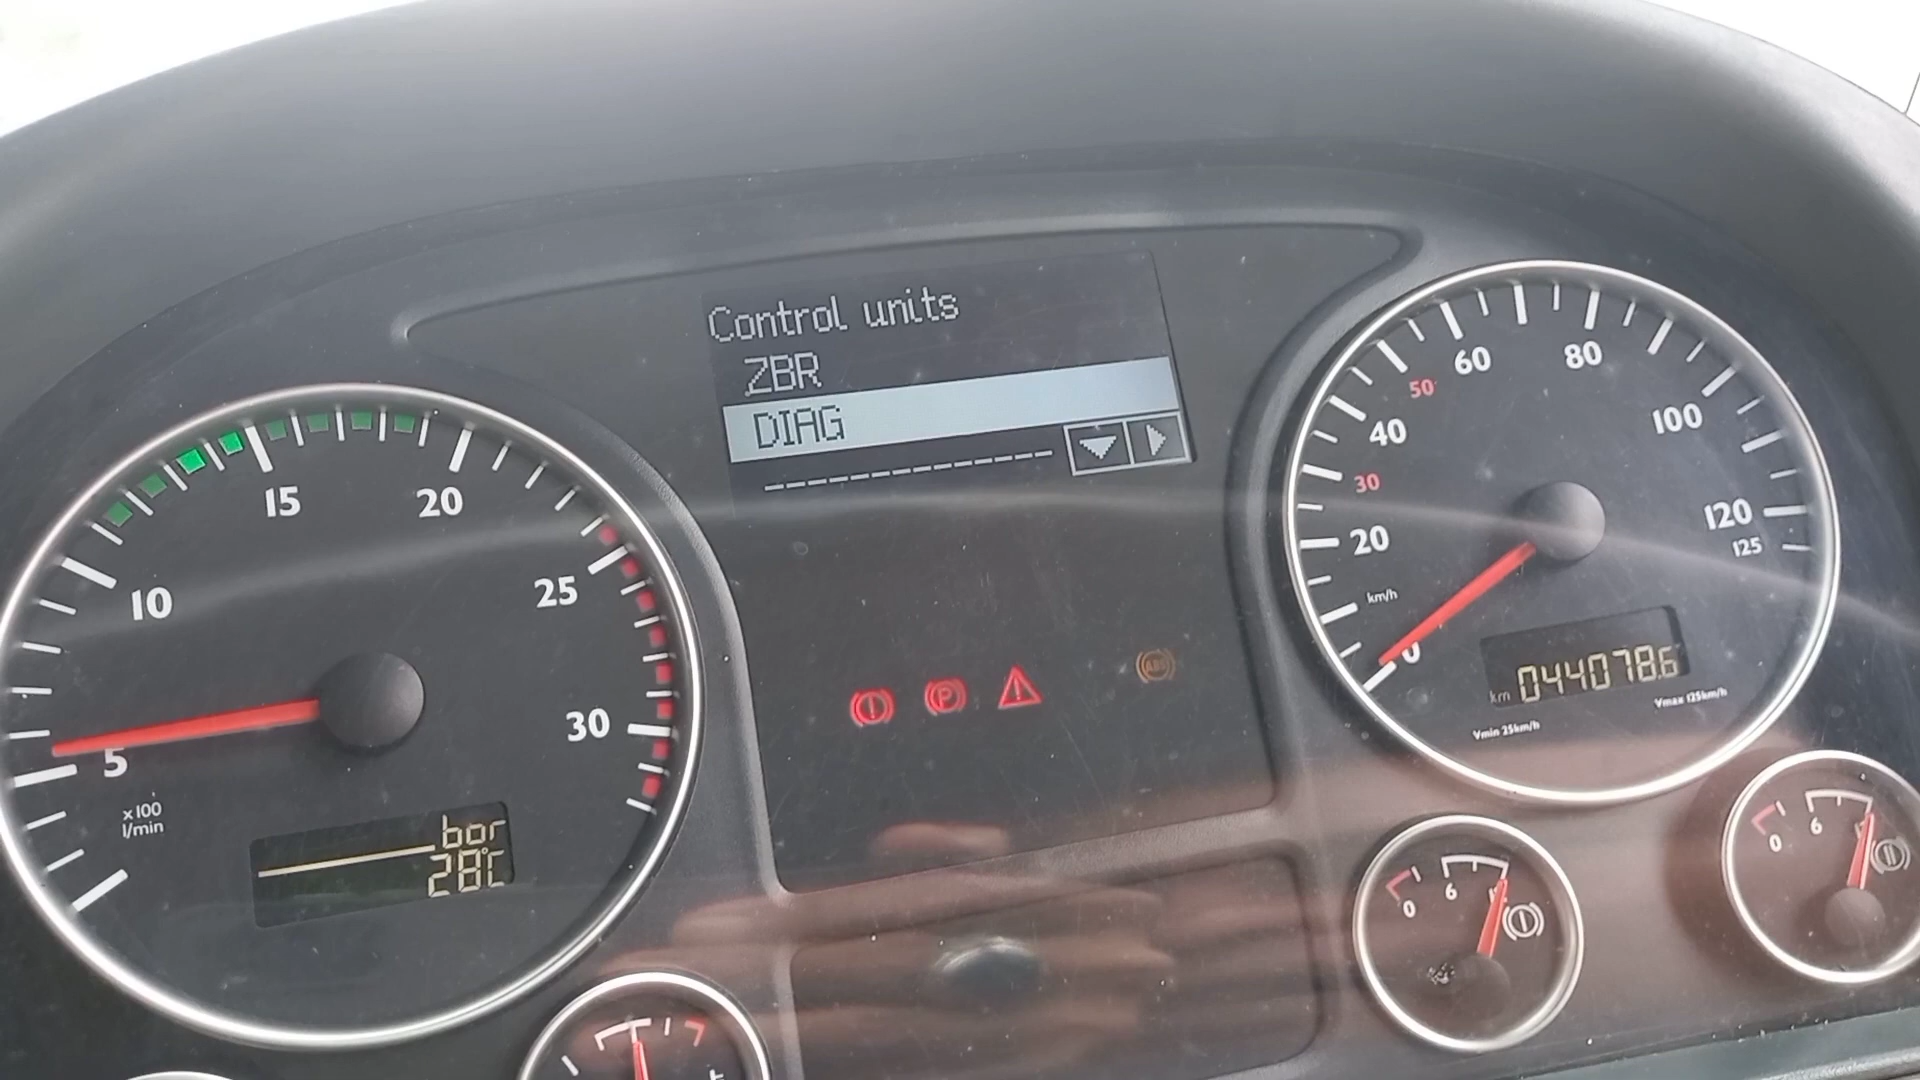 Control units
ZBR
DIAG
5
10
15
20
25
30
x100
l/min
bar
28°C
0
20
30
40
50
60
80
100
120
125
km/h
km 0440786
Vmin 25km/h
Vmax 125km/h
P
ABS
0 6
0 6